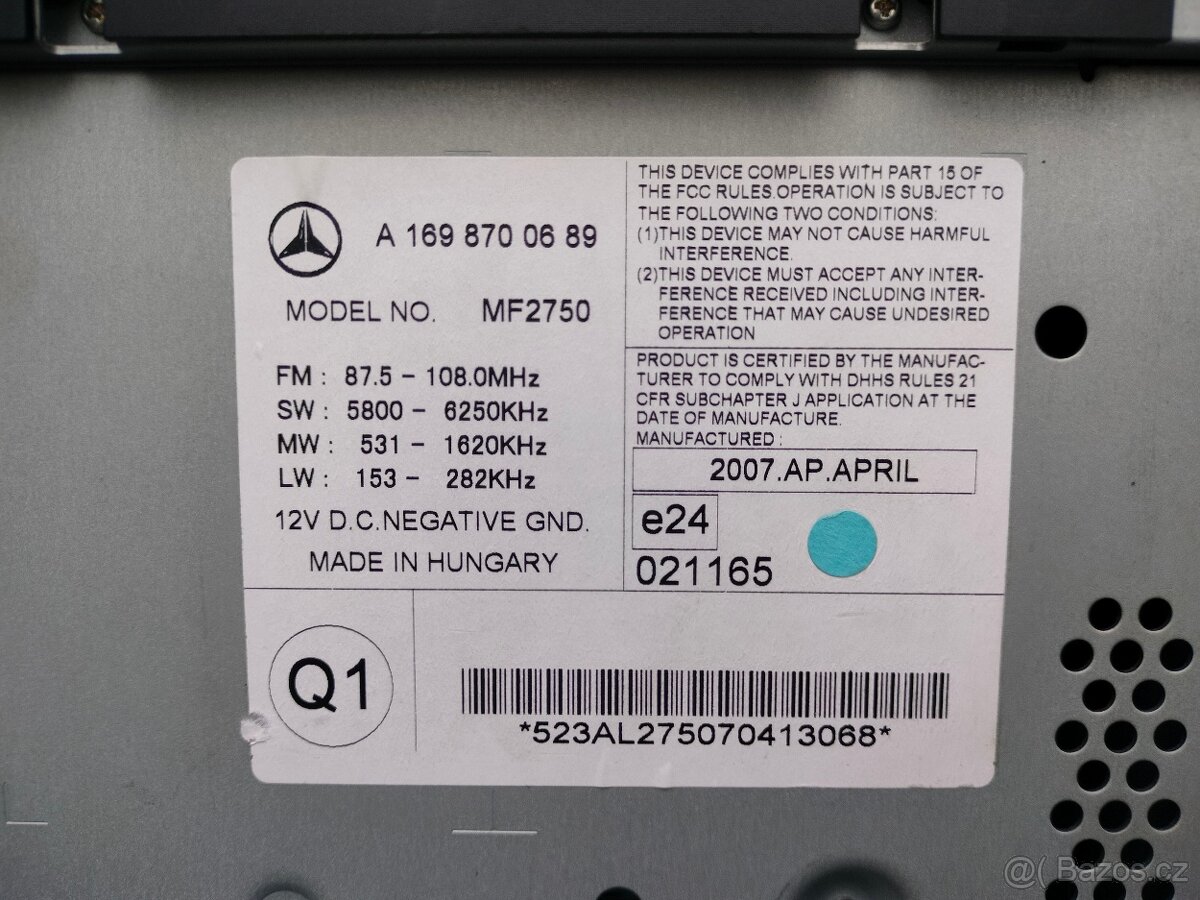 A 169 870 06 89
MODEL NO. MF2750
FM : 87.5 - 108.0MHz
SW : 5800 - 6250KHz
MW : 531 - 1620KHz
LW : 153 - 282KHz
12V D.C.NEGATIVE GND.
MADE IN HUNGARY
THIS DEVICE COMPLIES WITH PART 15 OF
THE FCC RULES.OPERATION IS SUBJECT TO
THE FOLLOWING TWO CONDITIONS:
(1)THIS DEVICE MAY NOT CAUSE HARMFUL
INTERFERENCE.
(2)THIS DEVICE MUST ACCEPT ANY INTER-
FERENCE RECEIVED INCLUDING INTER-
FERENCE THAT MAY CAUSE UNDESIRED
OPERATION
PRODUCT IS CERTIFIED BY THE MANUFAC-
TURER TO COMPLY WITH DHHS RULES 21
CFR SUBCHAPTER J APPLICATION AT THE
DATE OF MANUFACTURE.
MANUFACTURED :
2007.AP.APRIL
e24
021165
Q1
*523AL275070413068*
@( Bazos.cz